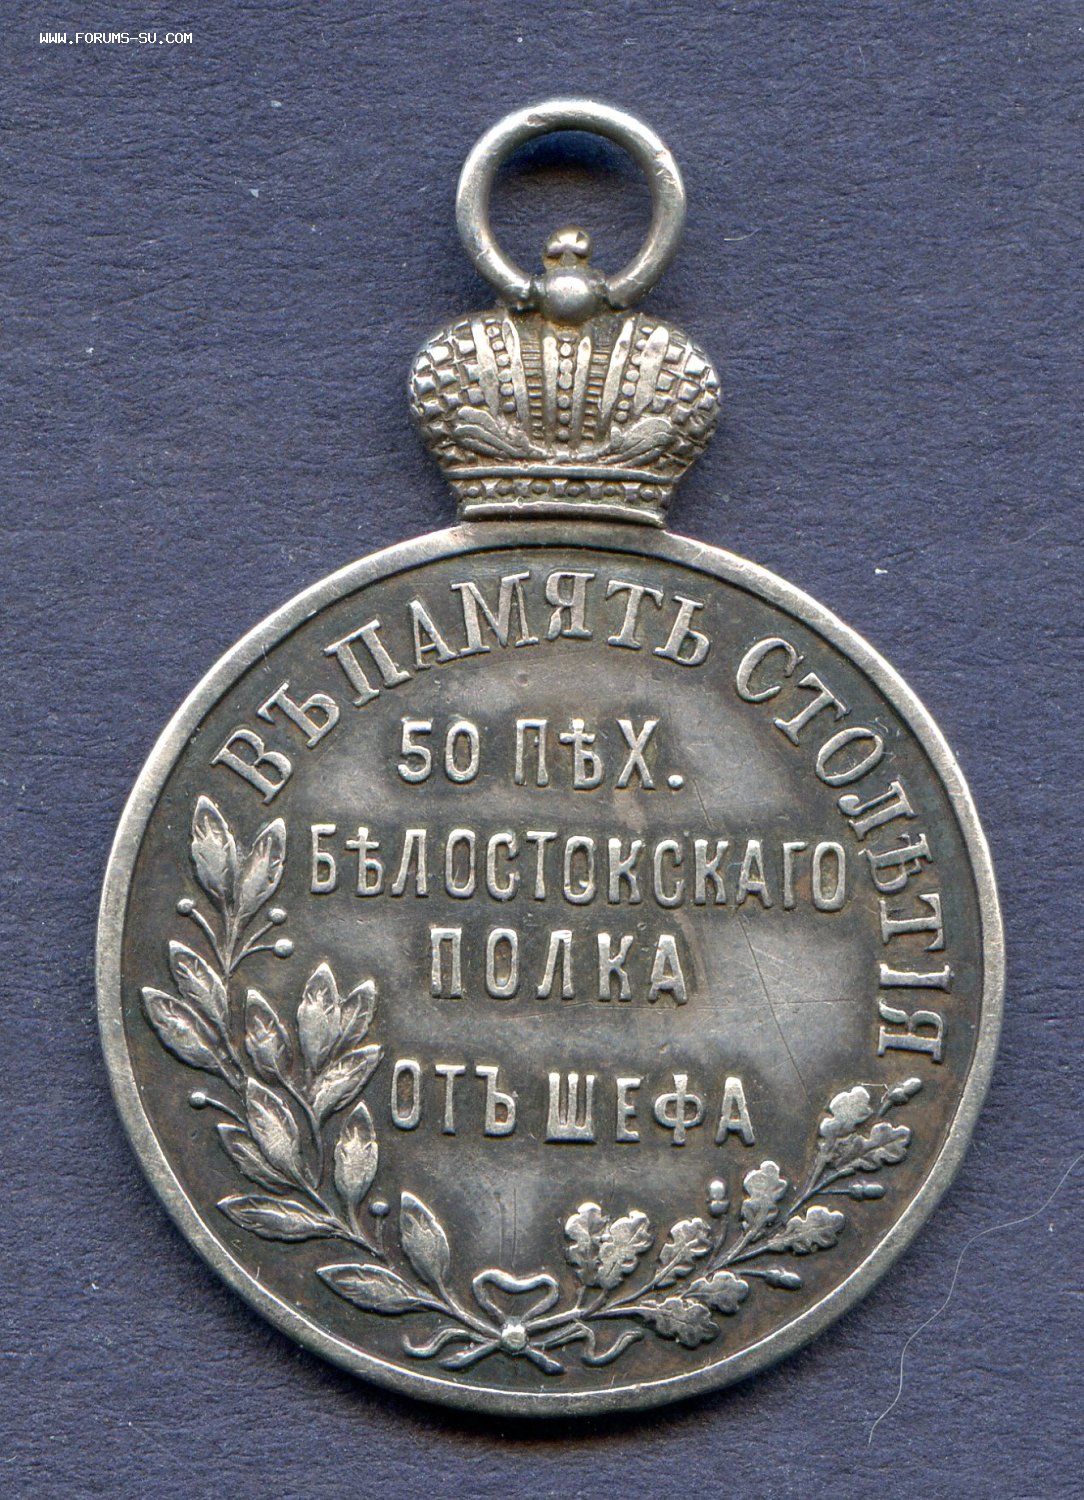 WWW.FORUMS-SU.COM
ВЪ ПАМЯТЬ СТОЛѢТІЯ
50 ПѢХ.
БѢЛОСТОКСКАГО
ПОЛКА
ОТЪ ШЕФА